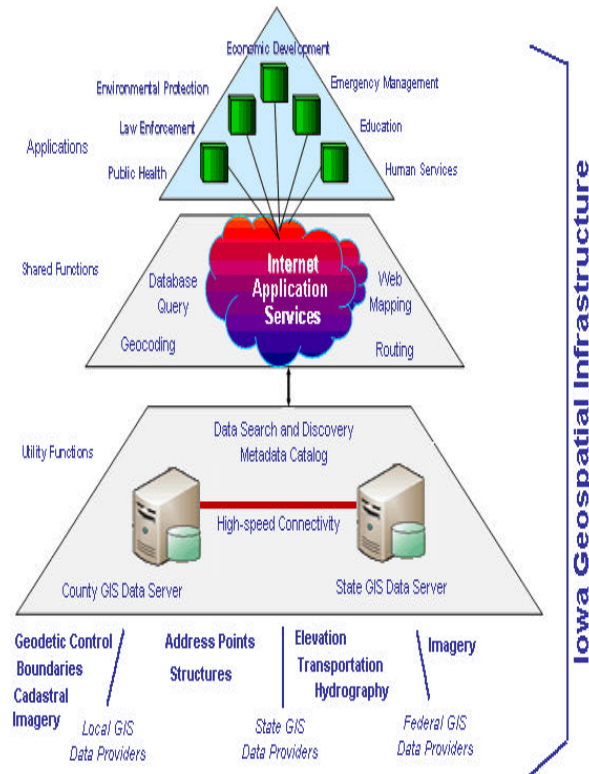 Economic Development
Environmental Protection
Emergency Management
Law Enforcement
Education
Applications
Public Health
Human Services
Shared Functions
Internet
Application
Services
Database
Query
Web
Mapping
Geocoding
Routing
Utility Functions
Data Search and Discovery
Metadata Catalog
High-speed Connectivity
County GIS Data Server
State GIS Data Server
Geodetic Control
Boundaries
Cadastral
Imagery
Address Points
Structures
Elevation
Transportation
Hydrography
Imagery
Local GIS
Data Providers
State GIS
Data Providers
Federal GIS
Data Providers
Iowa Geospatial Infrastructure